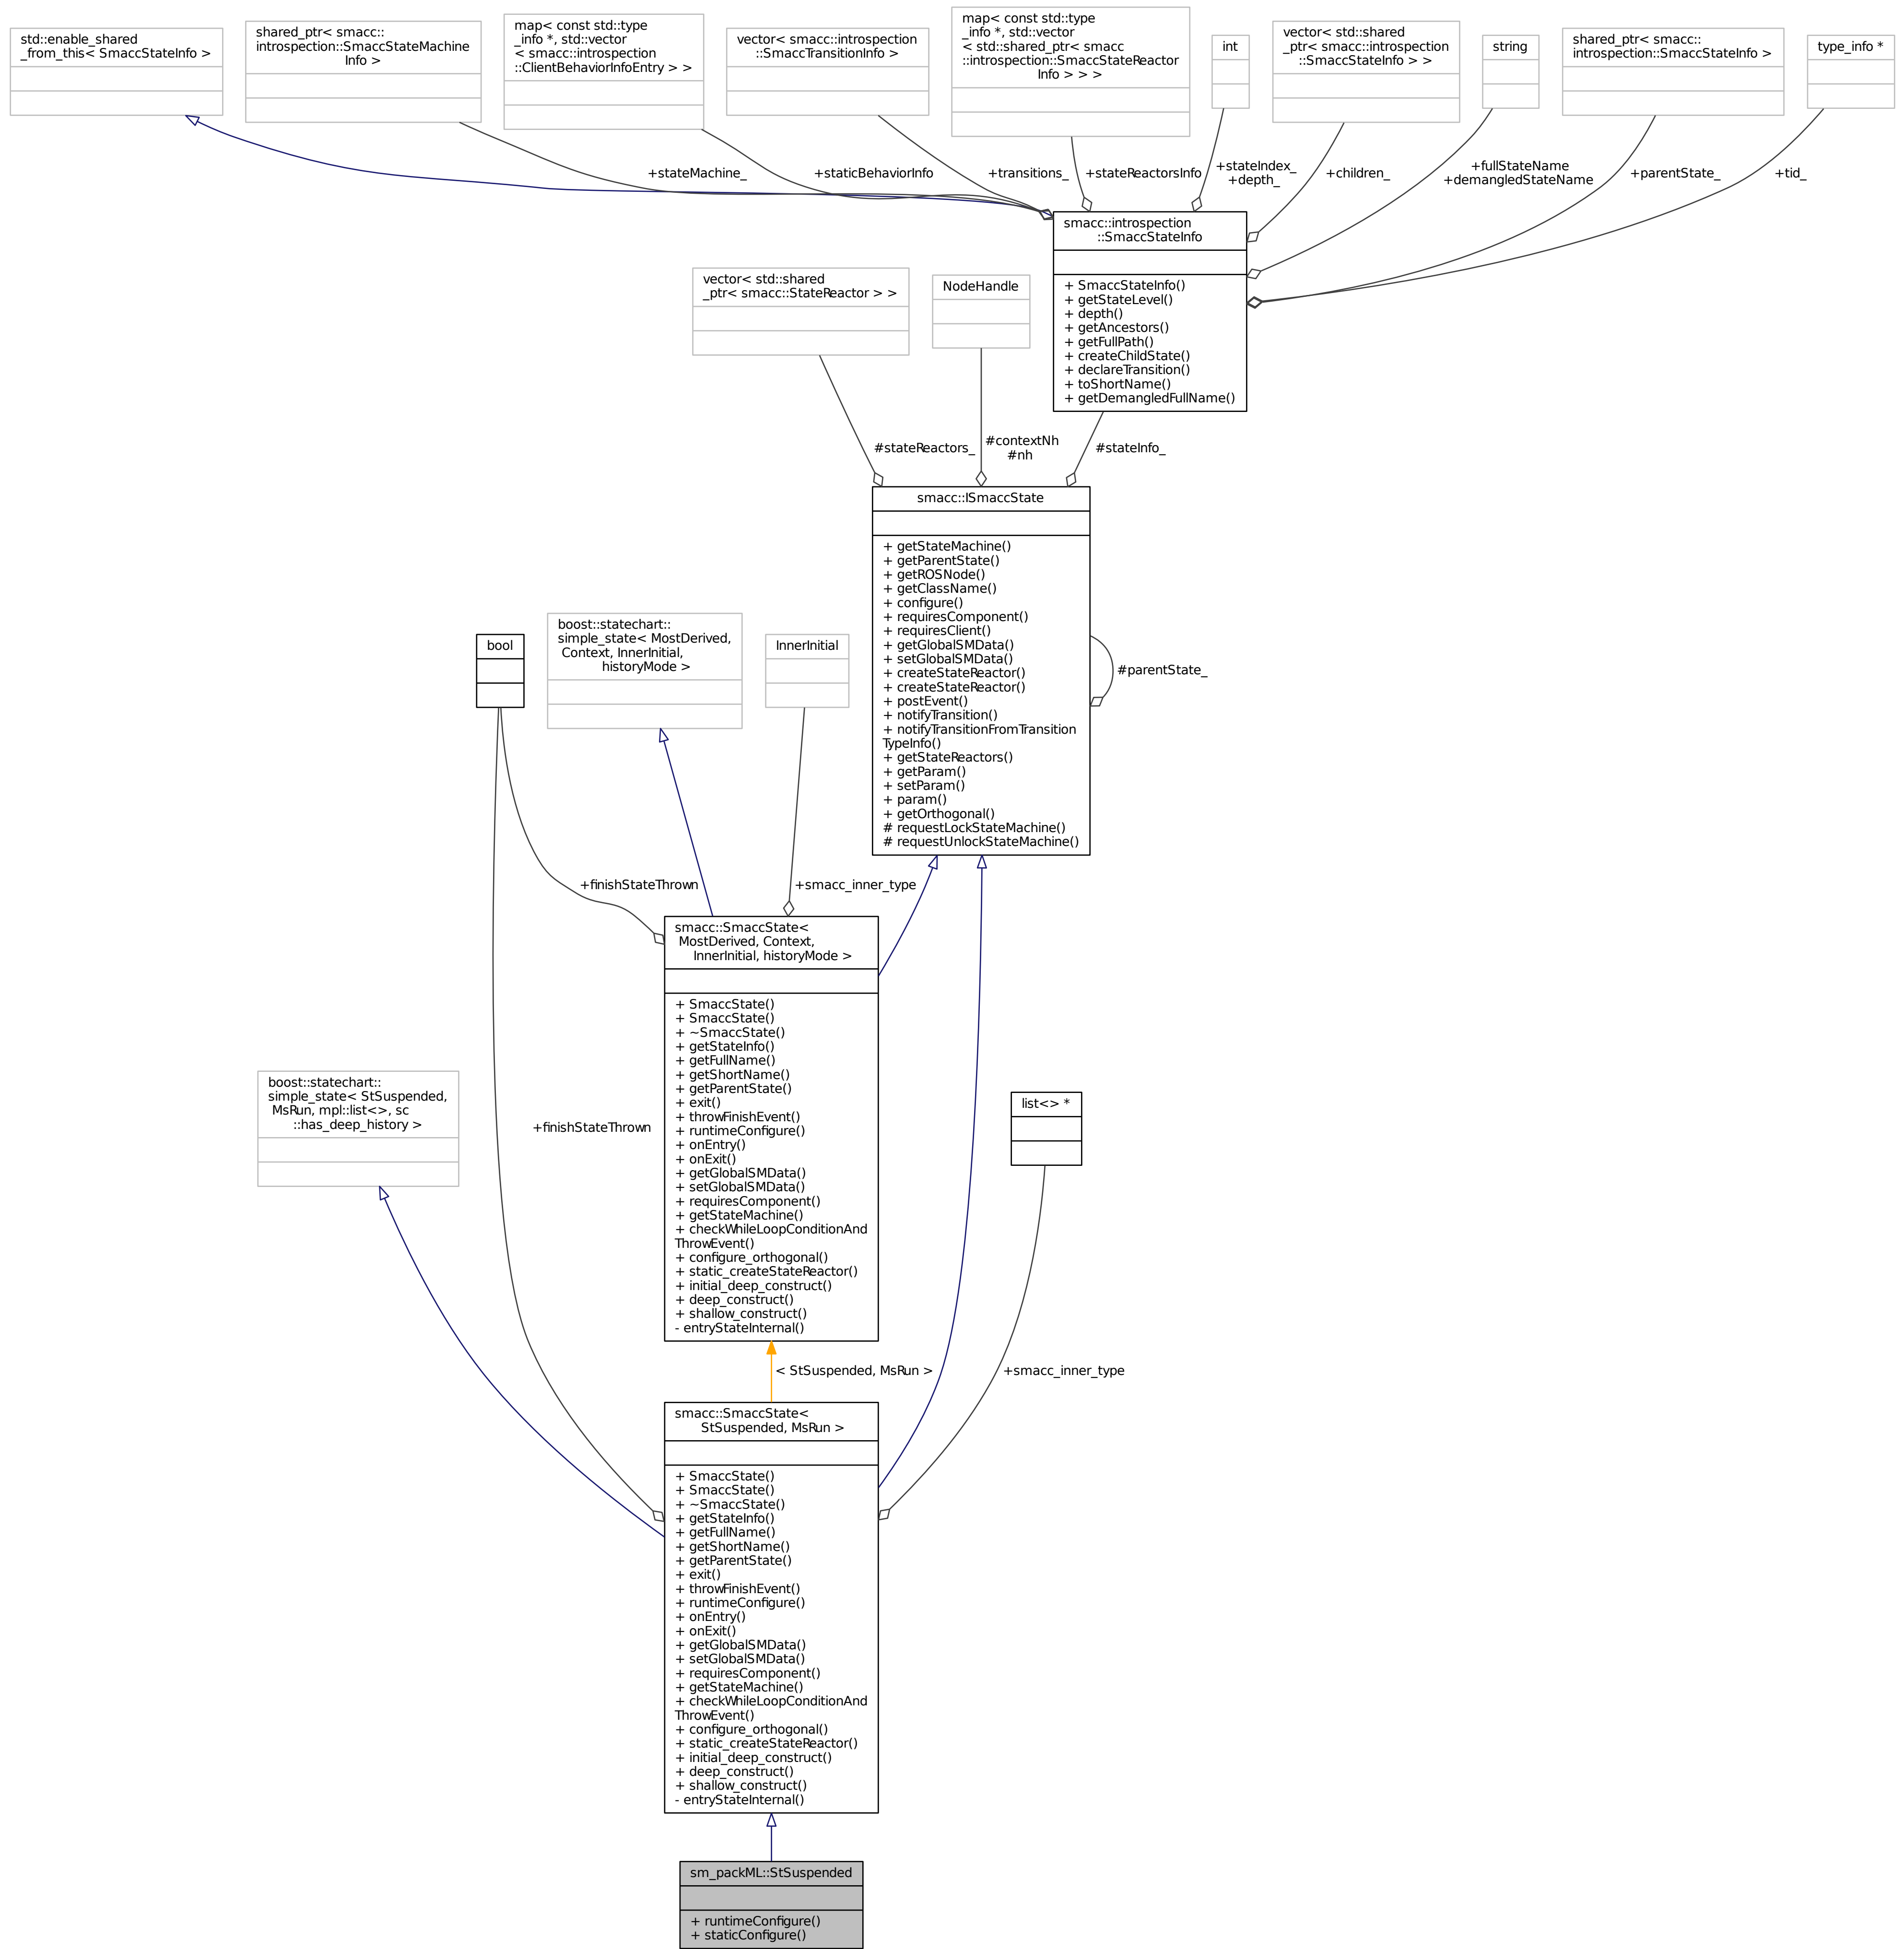 std::enable_shared
_from_this< SmaccStateInfo >
shared_ptr< smacc::
introspection::SmaccStateMachine
Info >
map< const std::type
_info *, std::vector
< smacc::introspection
::ClientBehaviorInfoEntry > >
vector< smacc::introspection
::SmaccTransitionInfo >
map< const std::type
_info *, std::vector
< std::shared_ptr< smacc
::introspection::SmaccStateReactor
Info > > >
int
vector< std::shared
_ptr< smacc::introspection
::SmaccStateInfo > >
string
shared_ptr< smacc::
introspection::SmaccStateInfo >
type_info *
+stateMachine_
+staticBehaviorInfo
+transitions_
+stateReactorsInfo
+stateIndex_
+depth_
+children_
+fullStateName
+demangledStateName
+parentState_
+tid_
smacc::introspection
::SmaccStateInfo
+ SmaccStateInfo()
+ getStateLevel()
+ depth()
+ getAncestors()
+ getFullPath()
+ createChildState()
+ declareTransition()
+ toShortName()
+ getDemangledFullName()
vector< std::shared
_ptr< smacc::StateReactor > >
NodeHandle
#stateReactors_
#contextNh
#nh
#stateInfo_
smacc::ISmaccState
+ getStateMachine()
+ getParentState()
+ getROSNode()
+ getClassName()
+ configure()
+ requiresComponent()
+ requiresClient()
+ getGlobalSMData()
+ setGlobalSMData()
+ createStateReactor()
+ createStateReactor()
+ postEvent()
+ notifyTransition()
+ notifyTransitionFromTransition
TypeInfo()
+ getStateReactors()
+ getParam()
+ setParam()
+ param()
+ getOrthogonal()
# requestLockStateMachine()
# requestUnlockStateMachine()
#parentState_
bool
boost::statechart::
simple_state< MostDerived,
Context, InnerInitial,
historyMode >
InnerInitial
+finishStateThrown
+smacc_inner_type
smacc::SmaccState<
MostDerived, Context,
InnerInitial, historyMode >
+ SmaccState()
+ SmaccState()
+ ~SmaccState()
+ getStateInfo()
+ getFullName()
+ getShortName()
+ getParentState()
+ exit()
+ throwFinishEvent()
+ runtimeConfigure()
+ onEntry()
+ onExit()
+ getGlobalSMData()
+ setGlobalSMData()
+ requiresComponent()
+ getStateMachine()
+ checkWhileLoopConditionAnd
ThrowEvent()
+ configure_orthogonal()
+ static_createStateReactor()
+ initial_deep_construct()
+ deep_construct()
+ shallow_construct()
- entryStateInternal()
boost::statechart::
simple_state< StSuspended,
MsRun, mpl::list<>, sc
::has_deep_history >
+finishStateThrown
list<> *
< StSuspended, MsRun >
+smacc_inner_type
smacc::SmaccState<
StSuspended, MsRun >
+ SmaccState()
+ SmaccState()
+ ~SmaccState()
+ getStateInfo()
+ getFullName()
+ getShortName()
+ getParentState()
+ exit()
+ throwFinishEvent()
+ runtimeConfigure()
+ onEntry()
+ onExit()
+ getGlobalSMData()
+ setGlobalSMData()
+ requiresComponent()
+ getStateMachine()
+ checkWhileLoopConditionAnd
ThrowEvent()
+ configure_orthogonal()
+ static_createStateReactor()
+ initial_deep_construct()
+ deep_construct()
+ shallow_construct()
- entryStateInternal()
sm_packML::StSuspended
+ runtimeConfigure()
+ staticConfigure()